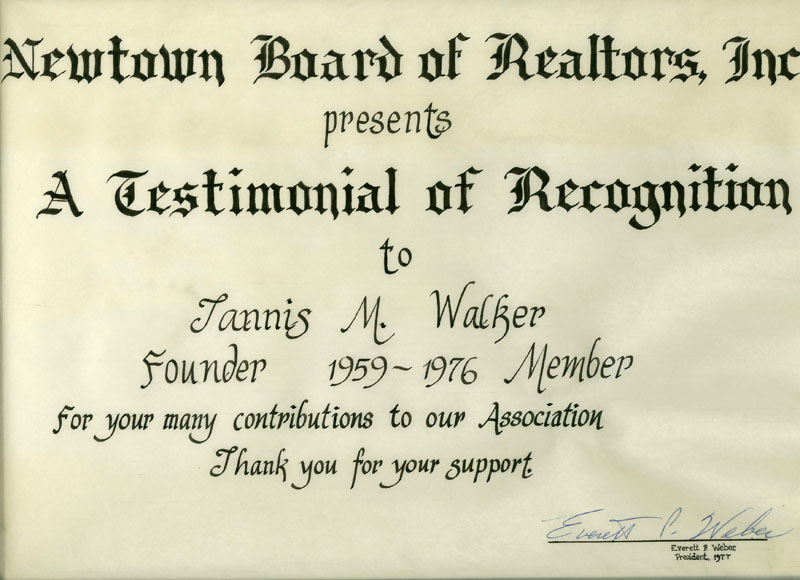 Newtown Board of Realtors, Inc
presents
A Testimonial of Recognition
to
Tannis M. Walker
Founder 1959~1976 Member
For your many contributions to our Association
Thank you for your support
Everett P. Weber
Everett P. Weber,
President, 1977